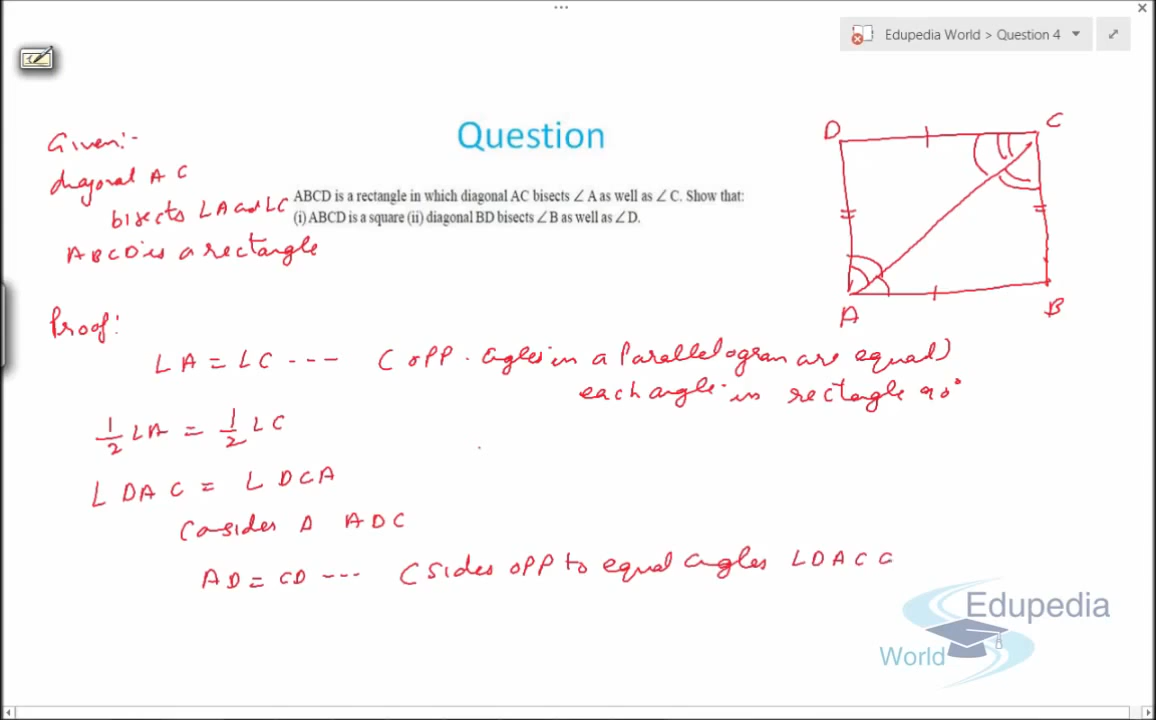 Edupedia World > Question 4
Question
ABCD is a rectangle in which diagonal AC bisects ∠A as well as ∠C. Show that:
(i) ABCD is a square (ii) diagonal BD bisects ∠B as well as ∠D.
Given:-
diagonal AC
bisects ∠A and ∠C
ABCD is a rectangle
D
C
A
B
Proof:
∠A = ∠C --- (opp. agles in a Parallelogram are equal)
each angle in rectangle 90°
1/2 ∠A = 1/2 ∠C
∠DAC = ∠DCA
Cosider Δ ADC
AD = CD --- (Sides opp to equal agles ∠DAC
Edupedia
World